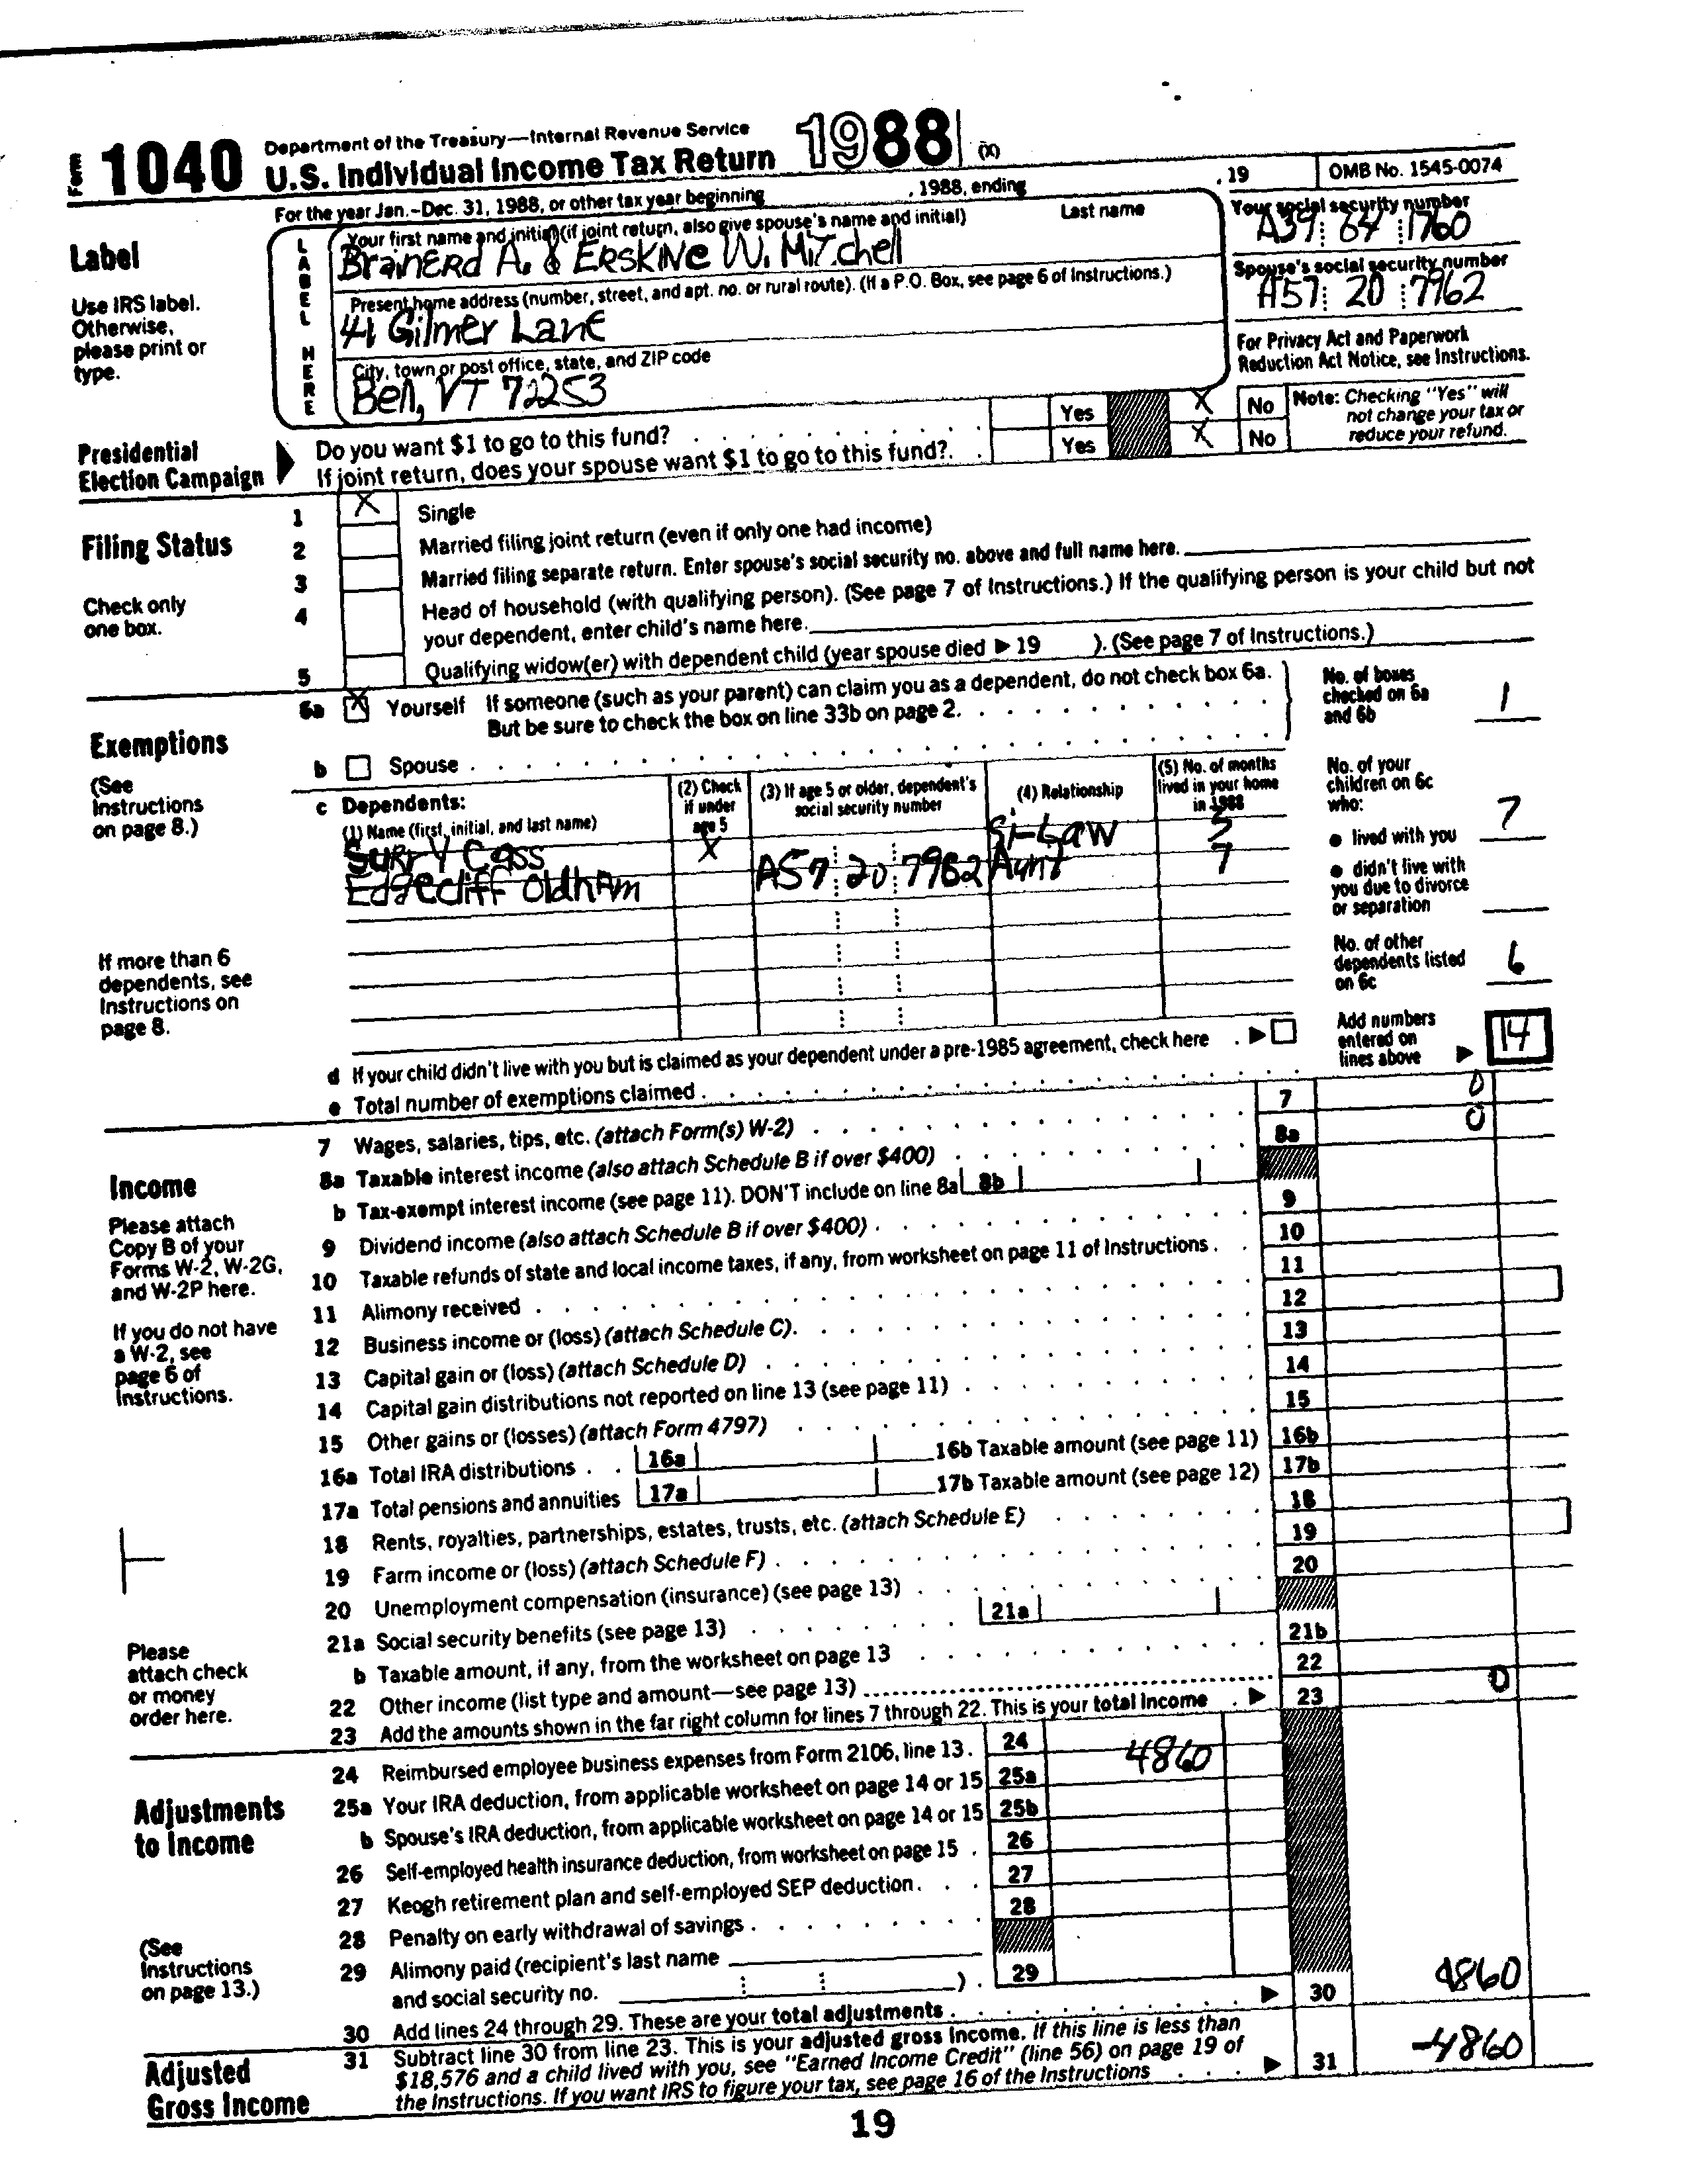 Form 1040 Department of the Treasury—Internal Revenue Service
U.S. Individual Income Tax Return 1988 (X)
For the year Jan.-Dec. 31, 1988, or other tax year beginning , 1988, ending , 19 OMB No. 1545-0074
Label
Use IRS label.
Otherwise,
please print or
type.
LABEL HERE
Your first name and initial (if joint return, also give spouse's name and initial) Last name
BrainERd A. & ERSKINe W. MiTchell
Your social security number
A39 64 1760
Present home address (number, street, and apt. no. or rural route). (If a P.O. Box, see page 6 of Instructions.)
41 Gilmer Lane
Spouse's social security number
A57 20 7962
City, town or post office, state, and ZIP code
Bell, VT 72253
For Privacy Act and Paperwork
Reduction Act Notice, see Instructions.
Presidential
Election Campaign
Do you want $1 to go to this fund? Yes X No
If joint return, does your spouse want $1 to go to this fund?. Yes X No
Note: Checking "Yes" will
not change your tax or
reduce your refund.
Filing Status
Check only
one box.
1 X Single
2 Married filing joint return (even if only one had income)
3 Married filing separate return. Enter spouse's social security no. above and full name here.
4 Head of household (with qualifying person). (See page 7 of Instructions.) If the qualifying person is your child but not
your dependent, enter child's name here.
5 Qualifying widow(er) with dependent child (year spouse died ▶ 19 ). (See page 7 of Instructions.)
Exemptions
(See
Instructions
on page 8.)
6a X Yourself If someone (such as your parent) can claim you as a dependent, do not check box 6a.
But be sure to check the box on line 33b on page 2.
b Spouse
No. of boxes
checked on 6a
and 6b 1
c Dependents:
(1) Name (first, initial, and last name)
(2) Check
if under
age 5
(3) If age 5 or older, dependent's
social security number
(4) Relationship
(5) No. of months
lived in your home
in 1988
Surry Cass X Si-Law
Edgecliff Oldham A57 20 7962 Aunt 7
If more than 6
dependents, see
Instructions on
page 8.
No. of your
children on 6c
who:
● lived with you 7
● didn't live with
you due to divorce
or separation
No. of other
dependents listed
on 6c 6
d If your child didn't live with you but is claimed as your dependent under a pre-1985 agreement, check here ▶
e Total number of exemptions claimed
Add numbers
entered on
lines above ▶ 14
Income
Please attach
Copy B of your
Forms W-2, W-2G,
and W-2P here.
If you do not have
a W-2, see
page 6 of
Instructions.
Please
attach check
or money
order here.
7 Wages, salaries, tips, etc. (attach Form(s) W-2) 7 0
8a Taxable interest income (also attach Schedule B if over $400) 8a 0
b Tax-exempt interest income (see page 11). DON'T include on line 8a 8b
9 Dividend income (also attach Schedule B if over $400) 9
10 Taxable refunds of state and local income taxes, if any, from worksheet on page 11 of Instructions 10
11 Alimony received 11
12 Business income or (loss) (attach Schedule C). 12
13 Capital gain or (loss) (attach Schedule D) 13
14 Capital gain distributions not reported on line 13 (see page 11) 14
15 Other gains or (losses) (attach Form 4797) 15
16a Total IRA distributions 16a 16b Taxable amount (see page 11) 16b
17a Total pensions and annuities 17a 17b Taxable amount (see page 12) 17b
18 Rents, royalties, partnerships, estates, trusts, etc. (attach Schedule E) 18
19 Farm income or (loss) (attach Schedule F) 19
20 Unemployment compensation (insurance) (see page 13) 20
21a Social security benefits (see page 13) 21a
b Taxable amount, if any, from the worksheet on page 13 21b
22 Other income (list type and amount—see page 13) 22
23 Add the amounts shown in the far right column for lines 7 through 22. This is your total income ▶ 23 0
Adjustments
to Income
(See
Instructions
on page 13.)
24 Reimbursed employee business expenses from Form 2106, line 13. 24 4860
25a Your IRA deduction, from applicable worksheet on page 14 or 15 25a
b Spouse's IRA deduction, from applicable worksheet on page 14 or 15 25b
26 Self-employed health insurance deduction, from worksheet on page 15 26
27 Keogh retirement plan and self-employed SEP deduction 27
28 Penalty on early withdrawal of savings 28
29 Alimony paid (recipient's last name
and social security no. ) 29
30 Add lines 24 through 29. These are your total adjustments ▶ 30 4860
Adjusted
Gross Income
31 Subtract line 30 from line 23. This is your adjusted gross income. If this line is less than
$18,576 and a child lived with you, see "Earned Income Credit" (line 56) on page 19 of
the Instructions. If you want IRS to figure your tax, see page 16 of the Instructions ▶ 31 -4860
19